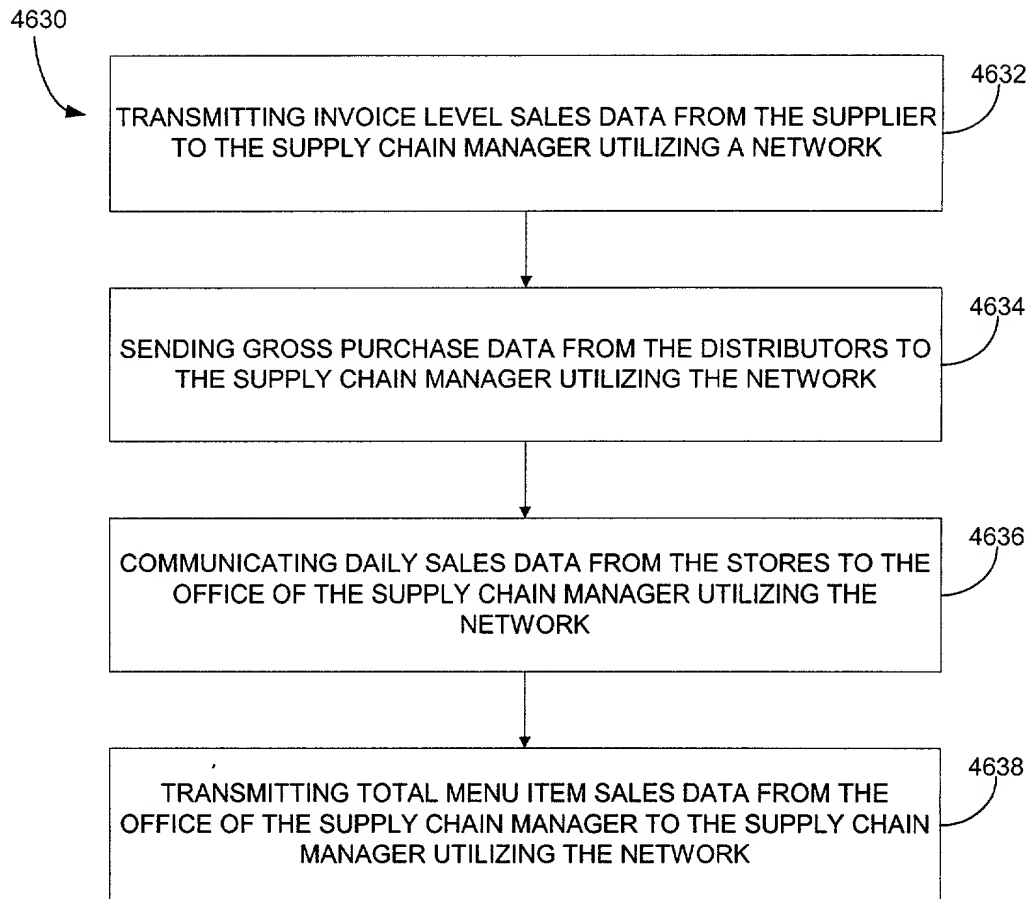 4630
4632
TRANSMITTING INVOICE LEVEL SALES DATA FROM THE SUPPLIER
TO THE SUPPLY CHAIN MANAGER UTILIZING A NETWORK
4634
SENDING GROSS PURCHASE DATA FROM THE DISTRIBUTORS TO
THE SUPPLY CHAIN MANAGER UTILIZING THE NETWORK
4636
COMMUNICATING DAILY SALES DATA FROM THE STORES TO THE
OFFICE OF THE SUPPLY CHAIN MANAGER UTILIZING THE
NETWORK
4638
TRANSMITTING TOTAL MENU ITEM SALES DATA FROM THE
OFFICE OF THE SUPPLY CHAIN MANAGER TO THE SUPPLY CHAIN
MANAGER UTILIZING THE NETWORK